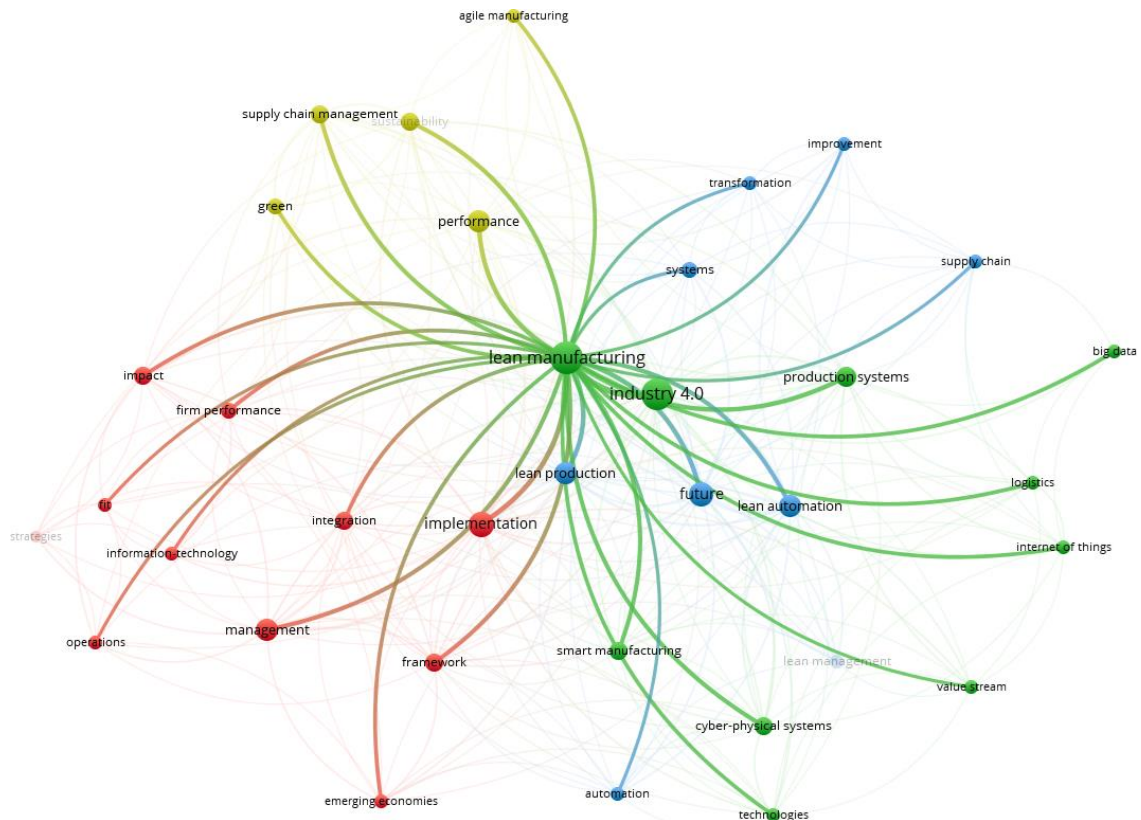 agile manufacturing
supply chain management
sustainability
improvement
transformation
green
performance
systems
supply chain
lean manufacturing
big data
impact
production systems
industry 4.0
firm performance
lean production
logistics
future
fit
lean automation
integration
implementation
strategies
internet of things
information-technology
management
operations
smart manufacturing
framework
lean management
value stream
cyber-physical systems
automation
emerging economies
technologies